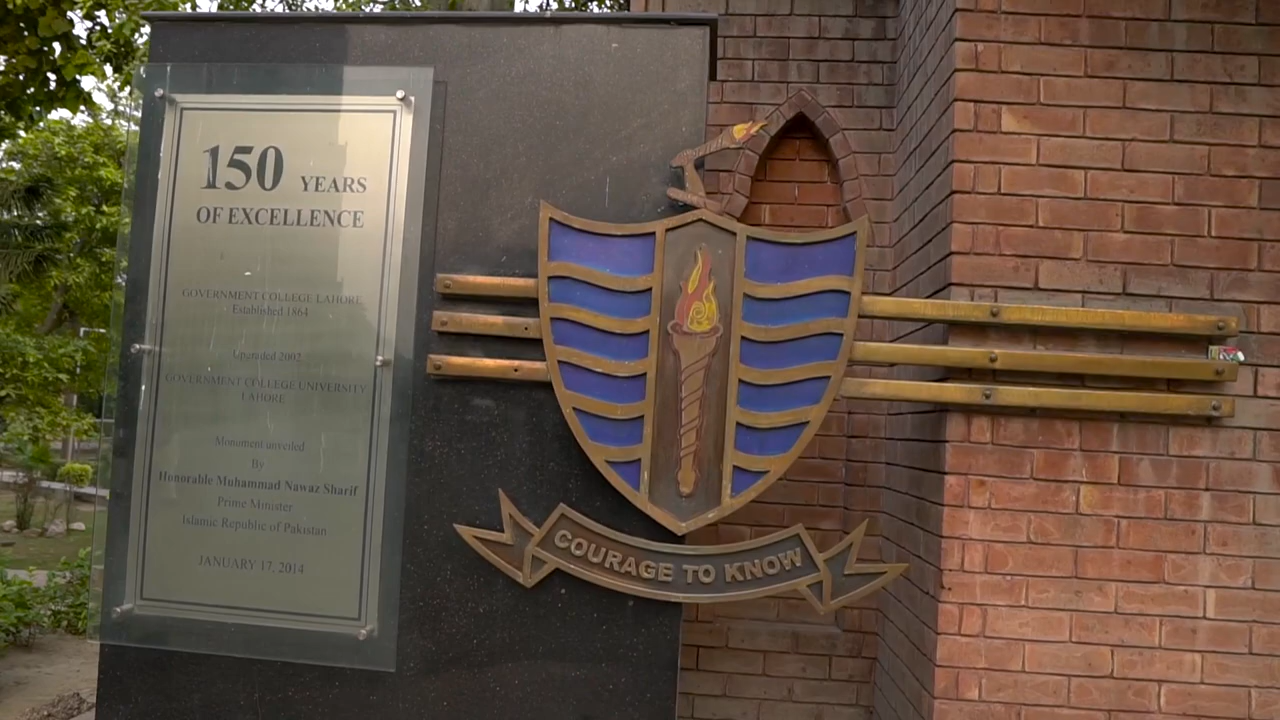 150 YEARS
OF EXCELLENCE
GOVERNMENT COLLEGE LAHORE
Established 1864
Upgraded 2002
GOVERNMENT COLLEGE UNIVERSITY
LAHORE
Monument unveiled
By
Honorable Muhammad Nawaz Sharif
Prime Minister
Islamic Republic of Pakistan
JANUARY 17, 2014
COURAGE TO KNOW